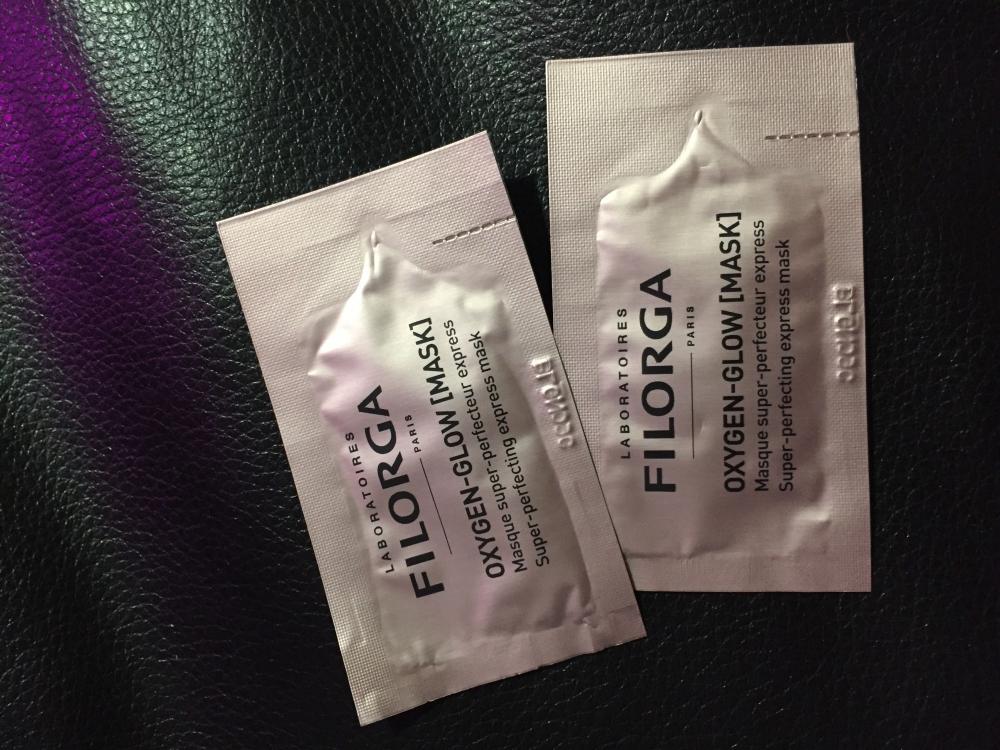 LABORATOIRES
FILORGA
PARIS
OXYGEN-GLOW [MASK]
Masque super-perfecteur express
Super-perfecting express mask
LABORATOIRES
FILORGA
PARIS
OXYGEN-GLOW [MASK]
Masque super-perfecteur express
Super-perfecting express mask